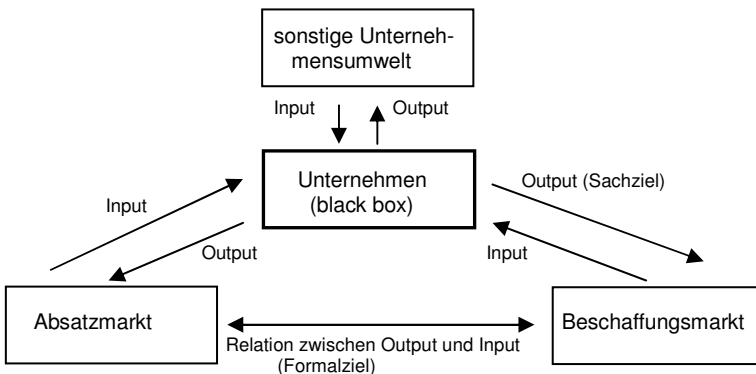 sonstige Unterneh-
mensumwelt
Input
Output
Unternehmen
(black box)
Output (Sachziel)
Input
Output
Input
Absatzmarkt
Beschaffungsmarkt
Relation zwischen Output und Input
(Formalziel)